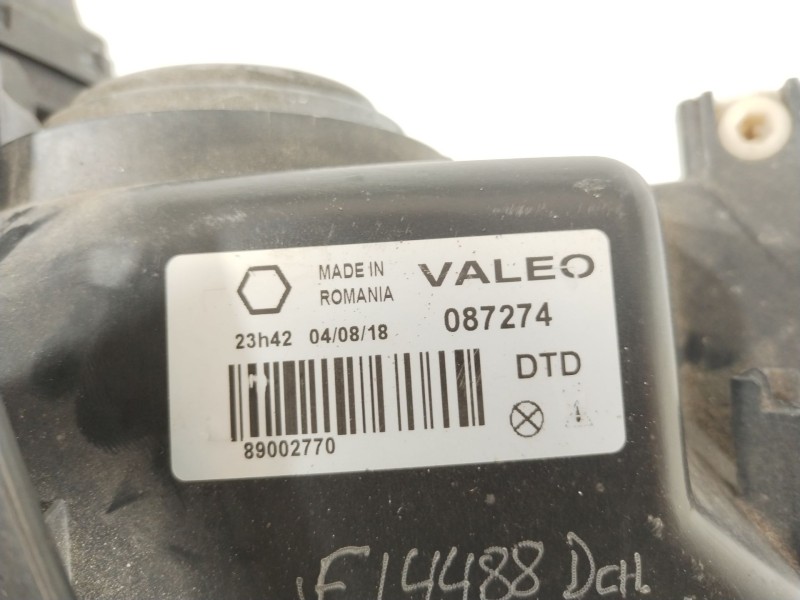 MADE IN
ROMANIA
VALEO
23h42 04/08/18
087274
DTD
89002770
F14488 Dch